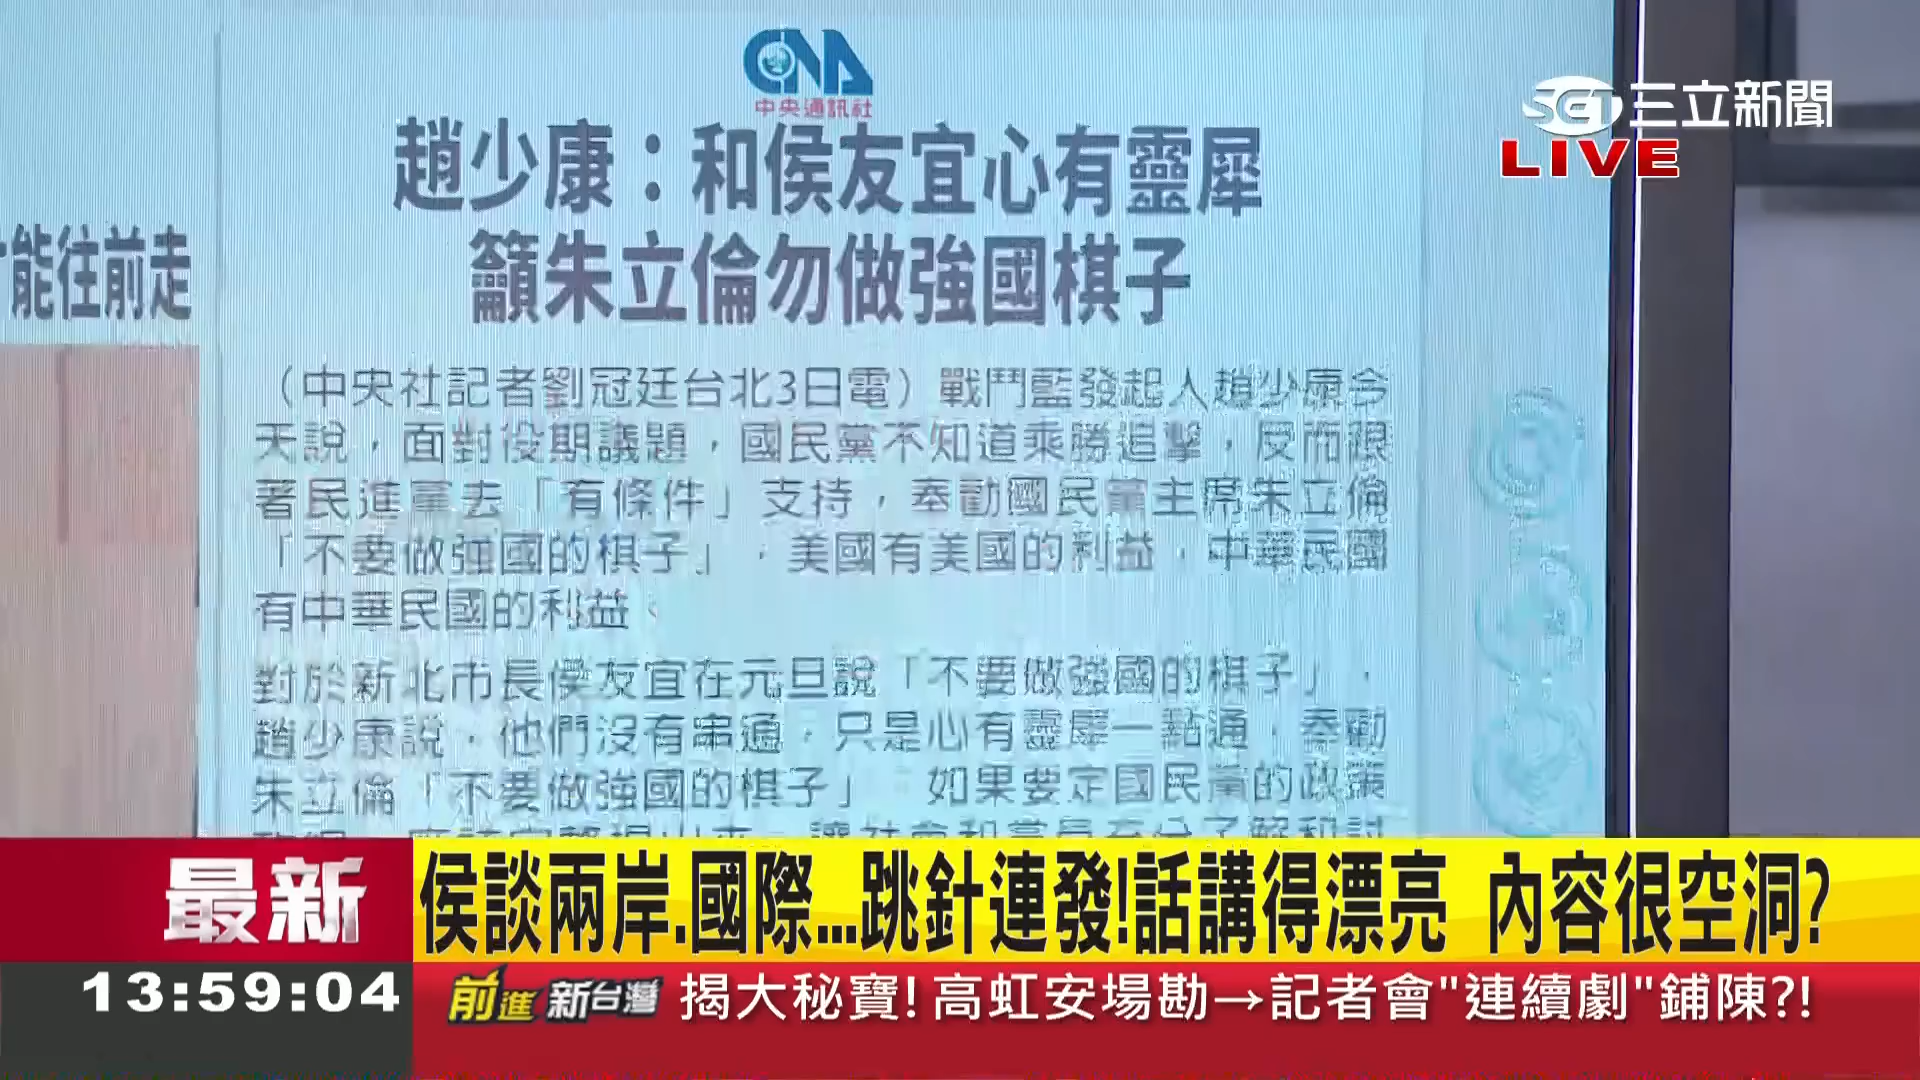 CNA
中央通訊社
SET 三立新聞
LIVE
趙少康：和侯友宜心有靈犀
籲朱立倫勿做強國棋子
能往前走
（中央社記者劉冠廷台北3日電）戰鬥藍發起人趙少康今
天說，面對役期議題，國民黨不知道乘勝追擊，反而跟
著民進黨去「有條件」支持，奉勸國民黨主席朱立倫
「不要做強國的棋子」，美國有美國的利益，中華民國
有中華民國的利益。
對於新北市長侯友宜在元旦說「不要做強國的棋子」，
趙少康說，他們沒有串通，只是心有靈犀一點通，奉勸
朱立倫「不要做強國的棋子」，如果要定國民黨的政策
最新
侯談兩岸.國際...跳針連發!話講得漂亮 內容很空洞?
13:59:04
前進新台灣
揭大秘寶! 高虹安場勘→記者會"連續劇"鋪陳?!